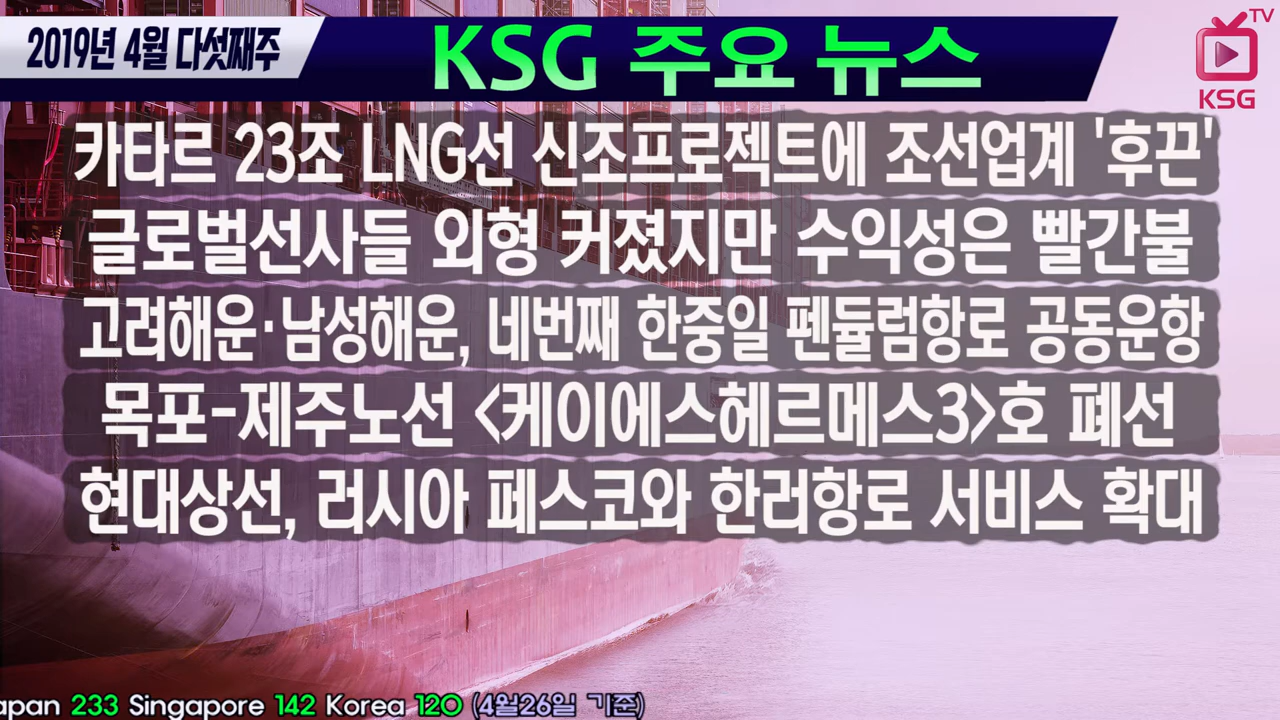 2019년 4월 다섯째주
KSG 주요 뉴스
TV
KSG
카타르 23조 LNG선 신조프로젝트에 조선업계 '후끈'
글로벌선사들 외형 커졌지만 수익성은 빨간불
고려해운·남성해운, 네번째 한중일 펜듈럼항로 공동운항
목포-제주노선 <케이에스헤르메스3>호 폐선
현대상선, 러시아 페스코와 한러항로 서비스 확대
apan 233 Singapore 142 Korea 120 (4월26일 기준)